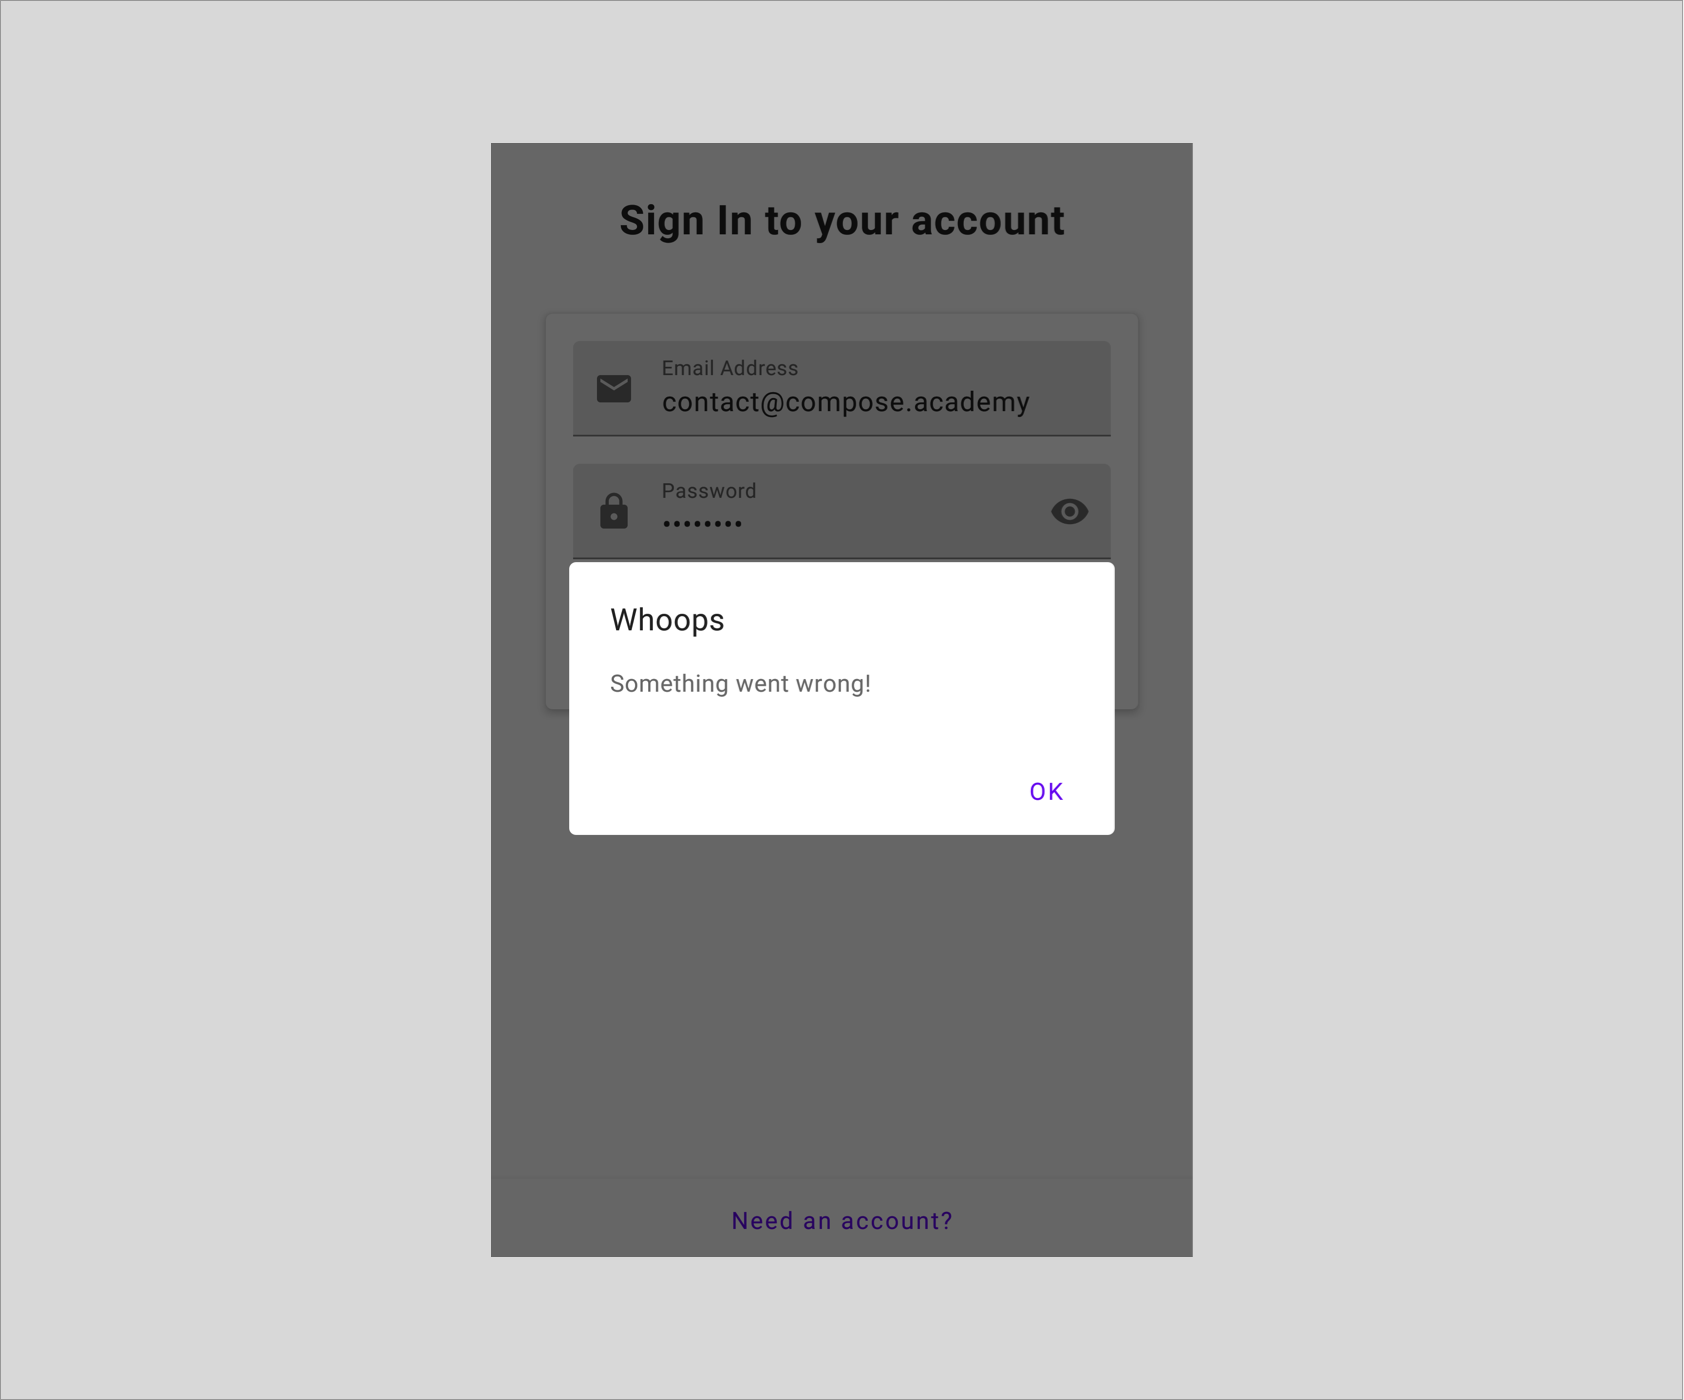 Sign In to your account
Email Address
contact@compose.academy
Password
••••••••
Whoops
Something went wrong!
OK
Need an account?